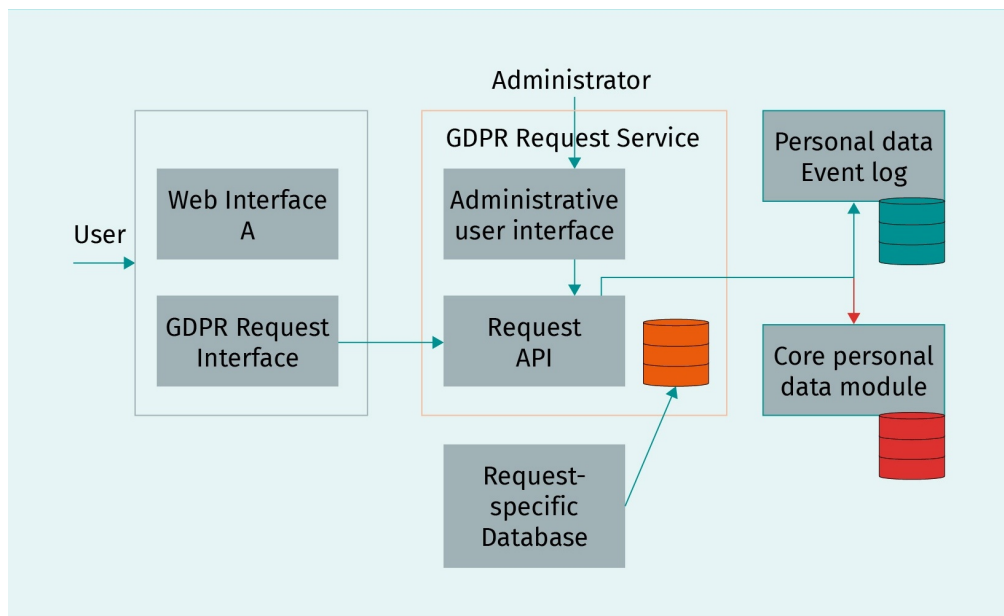 Administrator
GDPR Request Service
User
Web Interface
A
GDPR Request
Interface
Administrative
user interface
Request
API
Request-
specific
Database
Personal data
Event log
Core personal
data module